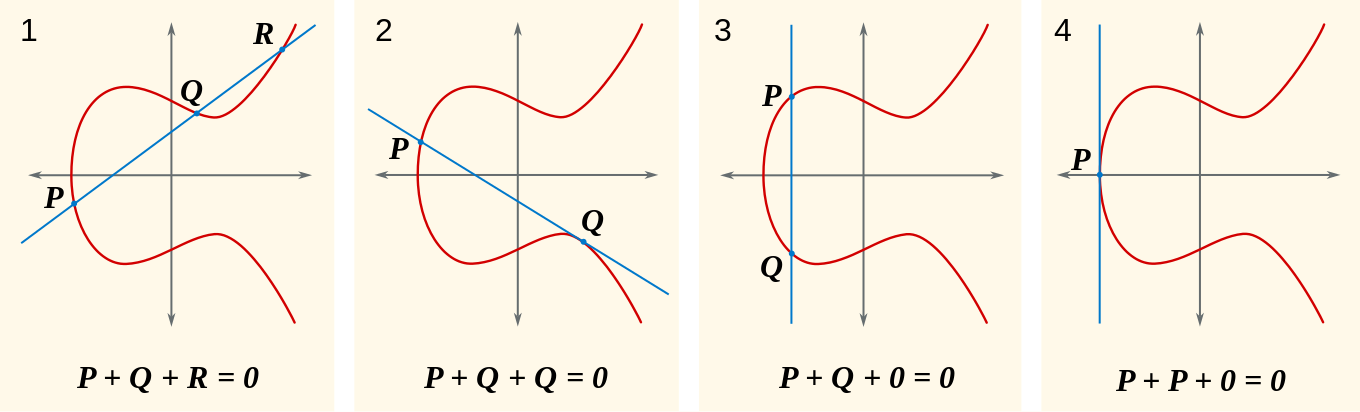 1
R
Q
P
P + Q + R = 0
2
P
Q
P + Q + Q = 0
3
P
Q
P + Q + 0 = 0
4
P
P + P + 0 = 0